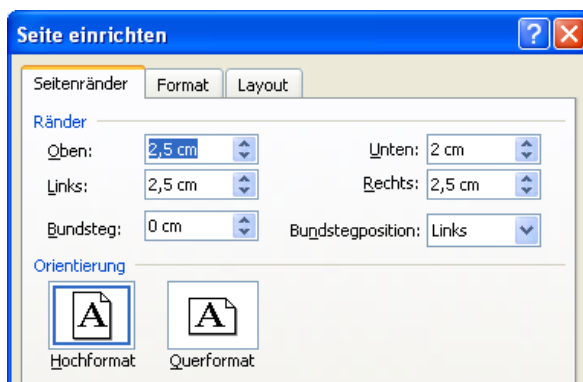 Seite einrichten
Seitenränder Format Layout
Ränder
Oben: 2,5 cm Unten: 2 cm
Links: 2,5 cm Rechts: 2,5 cm
Bundsteg: 0 cm Bundstegposition: Links
Orientierung
A A
Hochformat Querformat